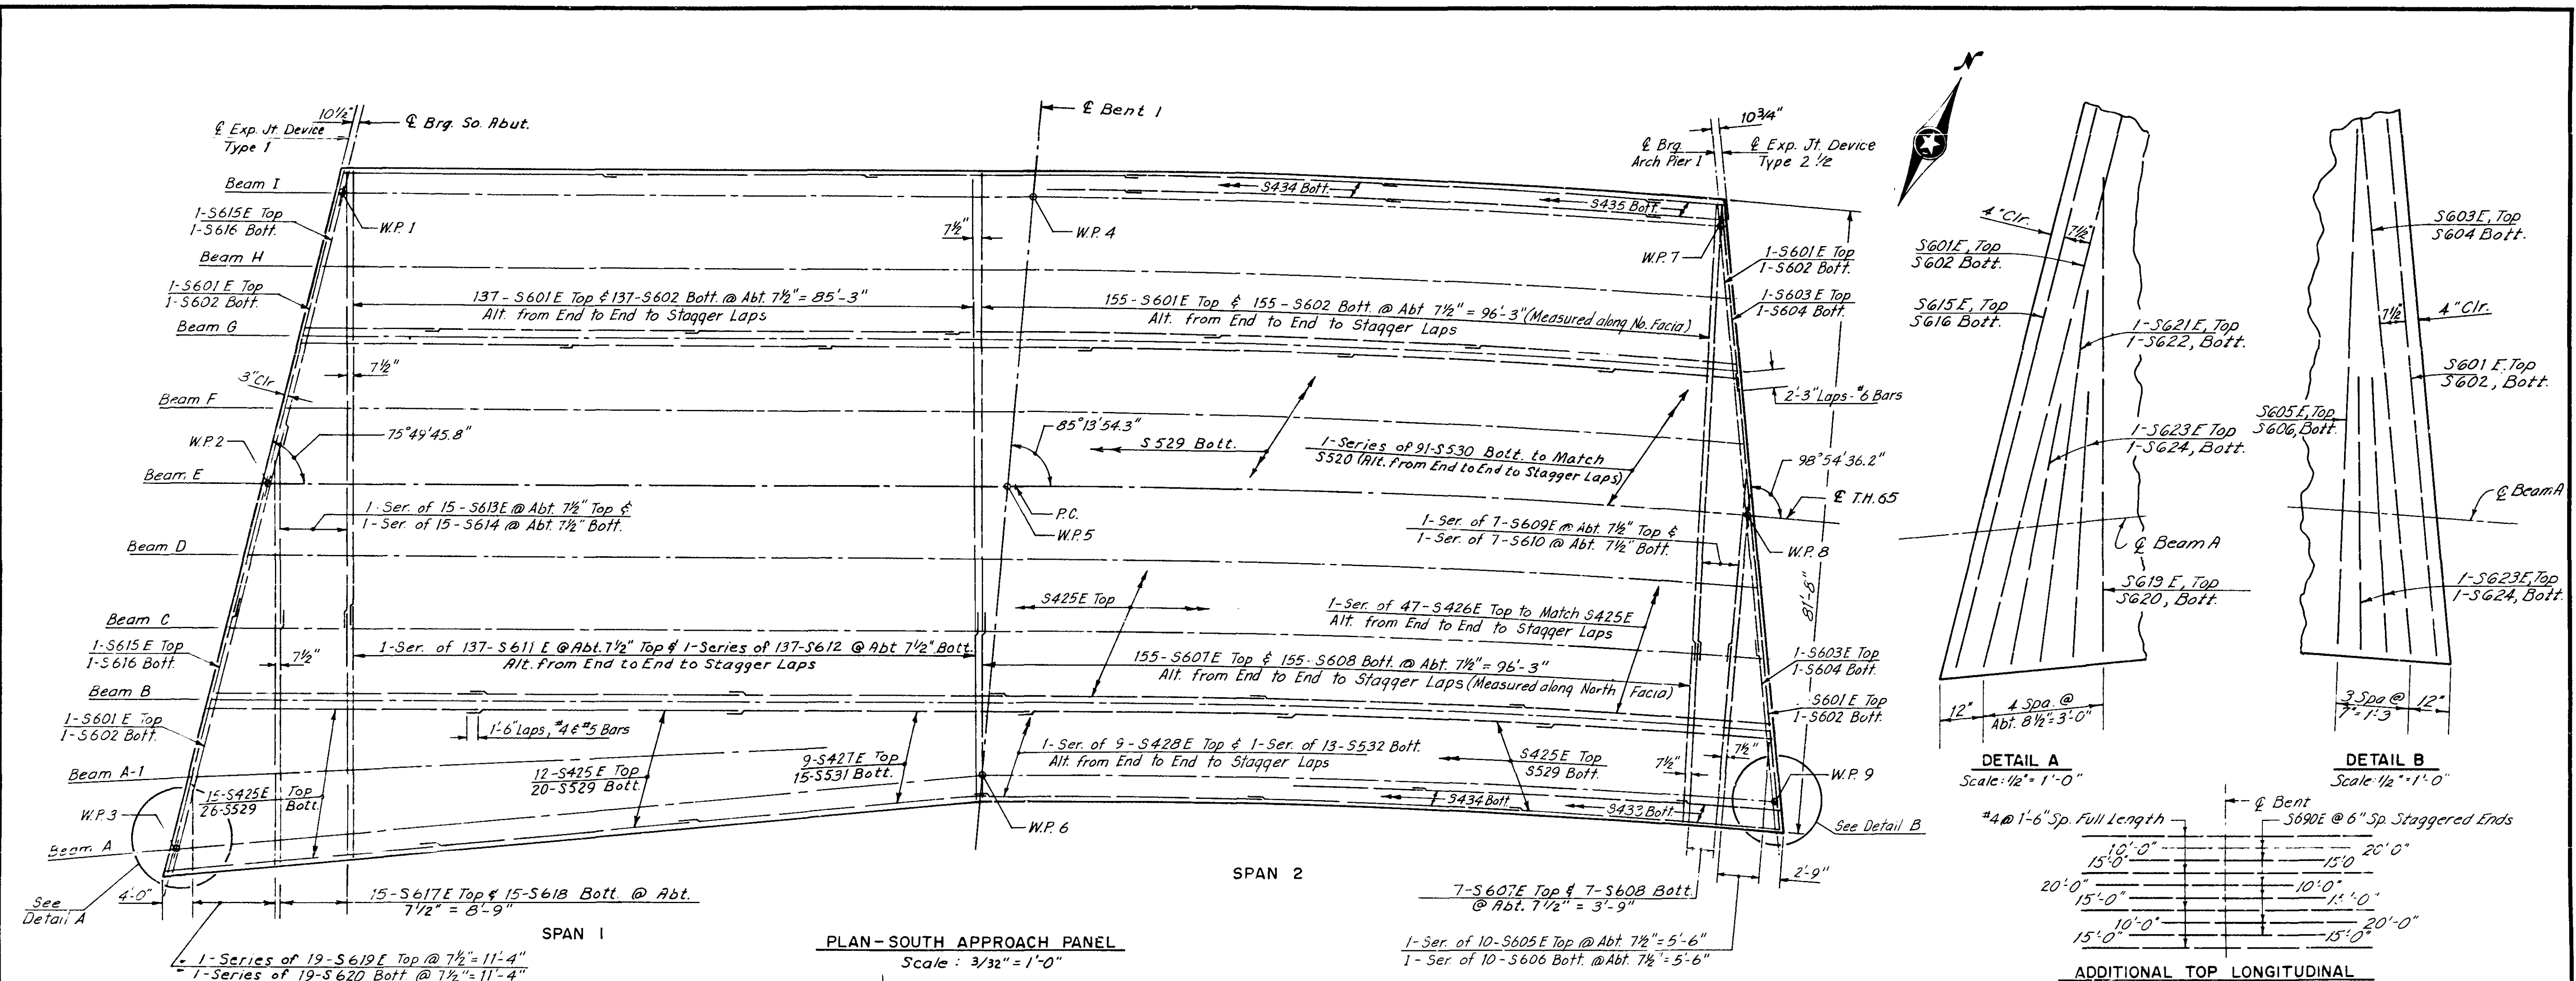 10½"
℄ Exp. Jt. Device
Type 1
℄ Brg. So. Abut.
℄ Bent 1
10¾"
℄ Brg.
Arch Pier 1
℄ Exp. Jt. Device
Type 2 ½
N
Beam I
1-S615E Top
1-S616 Bott.
W.P. 1
7½"
W.P. 4
S434 Bott.
S435 Bott.
W.P. 7
Beam H
1-S601E Top
1-S602 Bott.
1-S601E Top
1-S602 Bott.
137-S601E Top & 137-S602 Bott. @ Abt. 7½" = 85'-3"
Alt. from End to End to Stagger Laps
155-S601E Top & 155-S602 Bott. @ Abt 7½" = 96'-3" (Measured along No. Facia)
Alt. from End to End to Stagger Laps
1-S603E Top
1-S604 Bott.
Beam G
7½"
3" Clr.
2'-3" Laps-#6 Bars
Beam F
W.P. 2
75°49'45.8"
85°13'54.3"
S529 Bott.
1-Series of 91-S530 Bott. to Match
S520 (Alt. from End to End to Stagger Laps)
98°54'36.2"
Beam E
℄ T.H. 65
1-Ser. of 15-S613E @ Abt. 7½" Top &
1-Ser. of 15-S614 @ Abt. 7½" Bott.
P.C.
W.P. 5
1-Ser. of 7-S609E @ Abt. 7½" Top &
1-Ser. of 7-S610 @ Abt. 7½" Bott.
W.P. 8
Beam D
81'-8"
S425E Top
1-Ser. of 47-S426E Top to Match S425E
Alt. from End to End to Stagger Laps
Beam C
1-S615E Top
1-S616 Bott.
7½"
1-Ser. of 137-S611E @ Abt. 7½" Top & 1-Series of 137-S612 @ Abt 7½" Bott.
Alt. from End to End to Stagger Laps
155-S607E Top & 155-S608 Bott. @ Abt. 7½" = 96'-3"
Alt. from End to End to Stagger Laps (Measured along North Facia)
1-S603E Top
1-S604 Bott.
Beam B
1-S601E Top
1-S602 Bott.
1-S601E Top
1-S602 Bott.
1'-6" Laps, #4 & #5 Bars
Beam A-1
15-S425E Top
26-S529 Bott.
12-S425E Top
20-S529 Bott.
9-S427E Top
15-S531 Bott.
1-Ser. of 9-S428E Top & 1-Ser. of 13-S532 Bott.
Alt. from End to End to Stagger Laps
S425E Top
S529 Bott.
7½"
7½"
W.P. 9
W.P. 3
S434 Bott.
S433 Bott.
W.P. 6
See Detail B
Beam A
See
Detail A
4'-0"
15-S617E Top & 15-S618 Bott. @ Abt.
7½" = 8'-9"
SPAN 1
SPAN 2
7-S607E Top & 7-S608 Bott.
@ Abt. 7½" = 3'-9"
2'-9"
1-Series of 19-S619E Top @ 7½" = 11'-4"
1-Series of 19-S620 Bott. @ 7½" = 11'-4"
PLAN-SOUTH APPROACH PANEL
Scale: 3/32" = 1'-0"
1-Ser. of 10-S605E Top @ Abt. 7½" = 5'-6"
1-Ser. of 10-S606 Bott. @ Abt. 7½" = 5'-6"
4" Clr.
7½"
S601E, Top
S602 Bott.
S615E, Top
S616 Bott.
1-S621E, Top
1-S622, Bott.
1-S623E Top
1-S624, Bott.
℄ Beam A
S619E, Top
S620, Bott.
12"
4 Spa. @
Abt. 8½" = 3'-0"
DETAIL A
Scale: ½" = 1'-0"
S603E, Top
S604 Bott.
7½"
4" Clr.
S601E Top
S602, Bott.
S605E, Top
S606, Bott.
℄ Beam A
1-S623E, Top
1-S624, Bott.
3 Spa @
7" = 1'-3
12"
DETAIL B
Scale: ½" = 1'-0"
℄ Bent
#4 @ 1'-6" Sp. Full Length
S690E @ 6" Sp. Staggered Ends
10'-0" 20'-0"
15'-0" 15'-0
20'-0" 10'-0"
15'-0" 15'-0"
10'-0" 20'-0"
15'-0" 15'-0"
ADDITIONAL TOP LONGITUDINAL